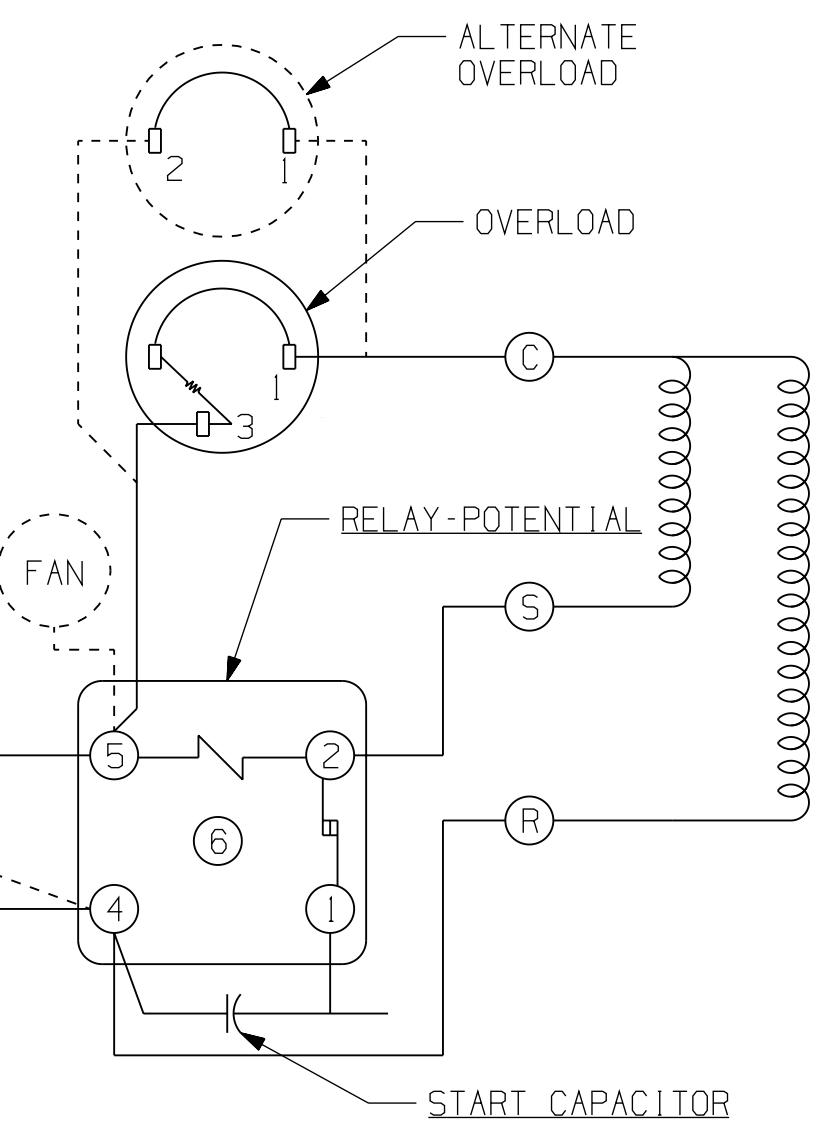 ALTERNATE
OVERLOAD
2
1
OVERLOAD
1
3
C
RELAY-POTENTIAL
FAN
S
5
2
6
R
4
1
START CAPACITOR